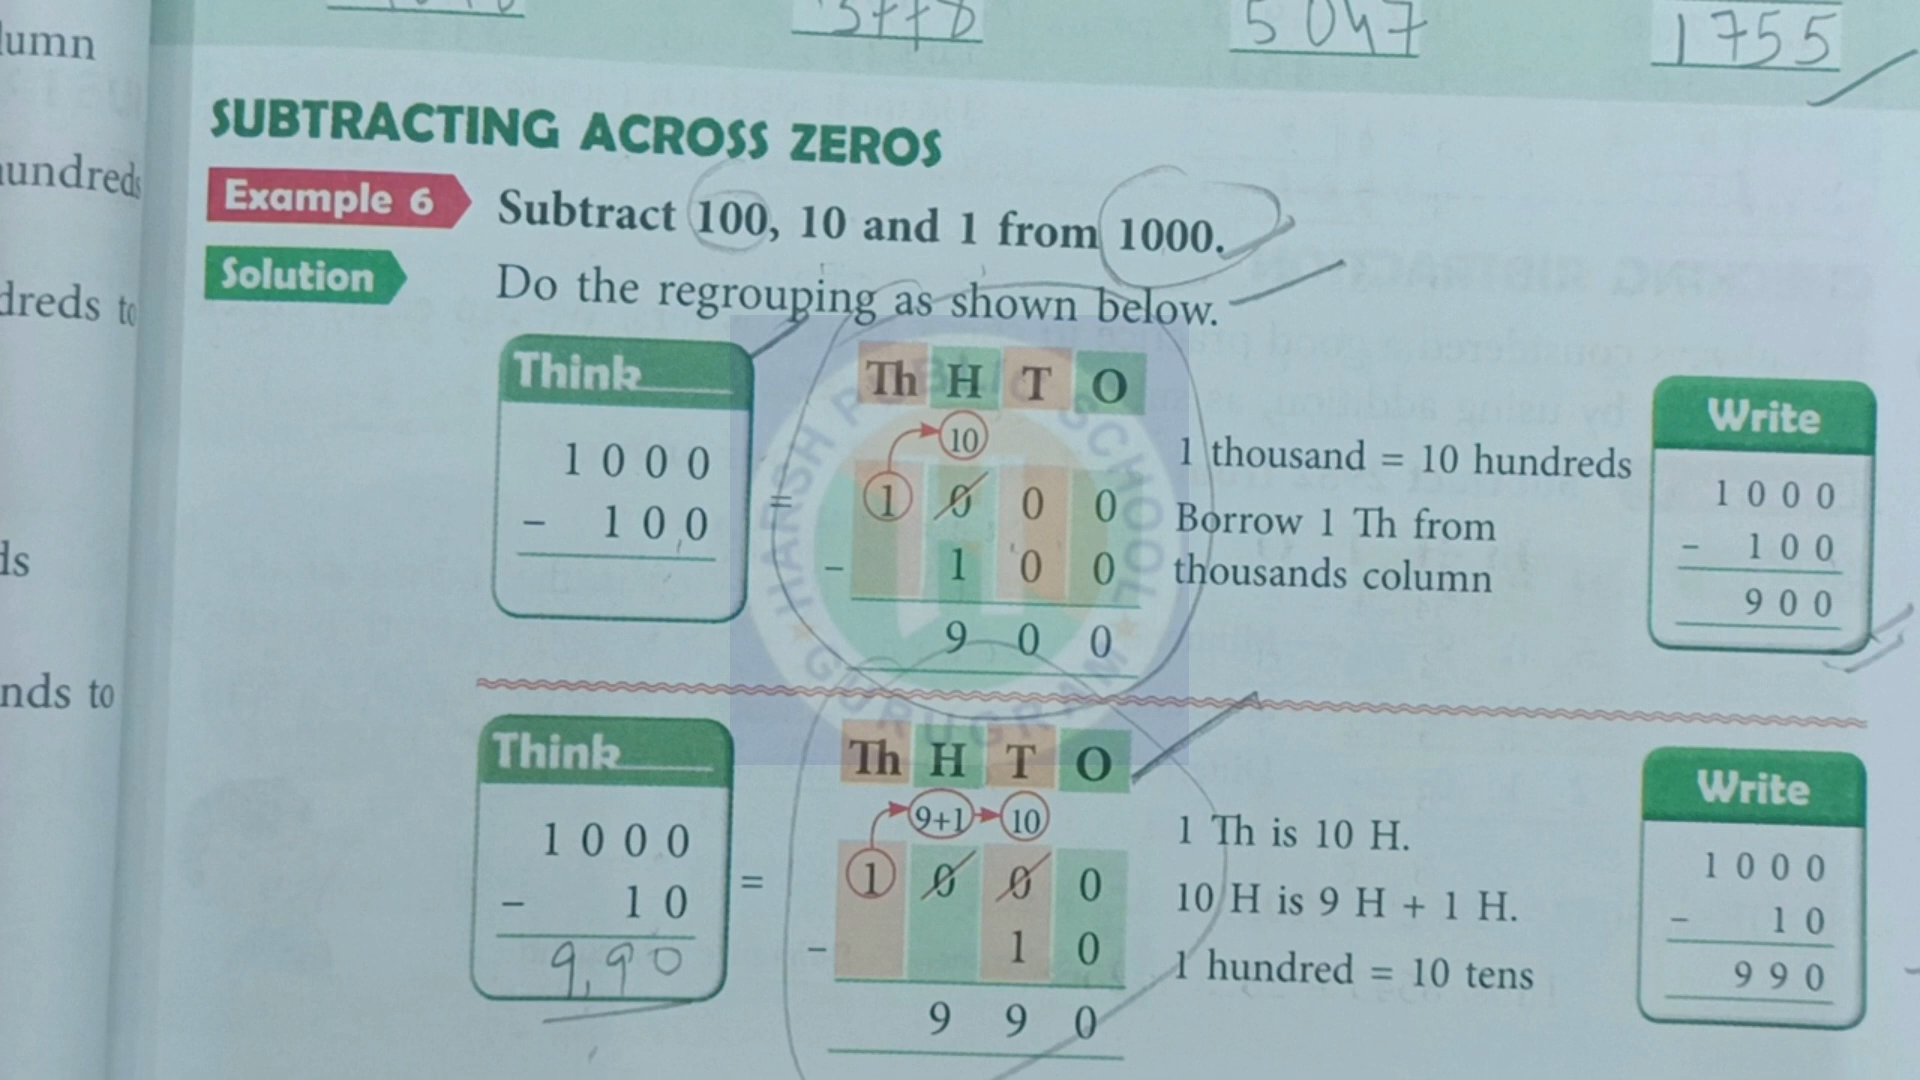 5047
1755
umn
undreds
dreds to
ls
nds to
SUBTRACTING ACROSS ZEROS
Example 6 Subtract 100, 10 and 1 from 1000.
Solution Do the regrouping as shown below.
Think
1 0 0 0
- 1 0 0
=
Th H T O
10
1 0 0 0
- 1 0 0
9 0 0
1 thousand = 10 hundreds
Borrow 1 Th from
thousands column
Write
1 0 0 0
- 1 0 0
9 0 0
HARSH PUBLIC SCHOOL
GURUGRAM
Think
1 0 0 0
- 1 0
9,90
=
Th H T O
9+1 10
1 0 0 0
- 1 0
9 9 0
1 Th is 10 H.
10 H is 9 H + 1 H.
1 hundred = 10 tens
Write
1 0 0 0
- 1 0
9 9 0